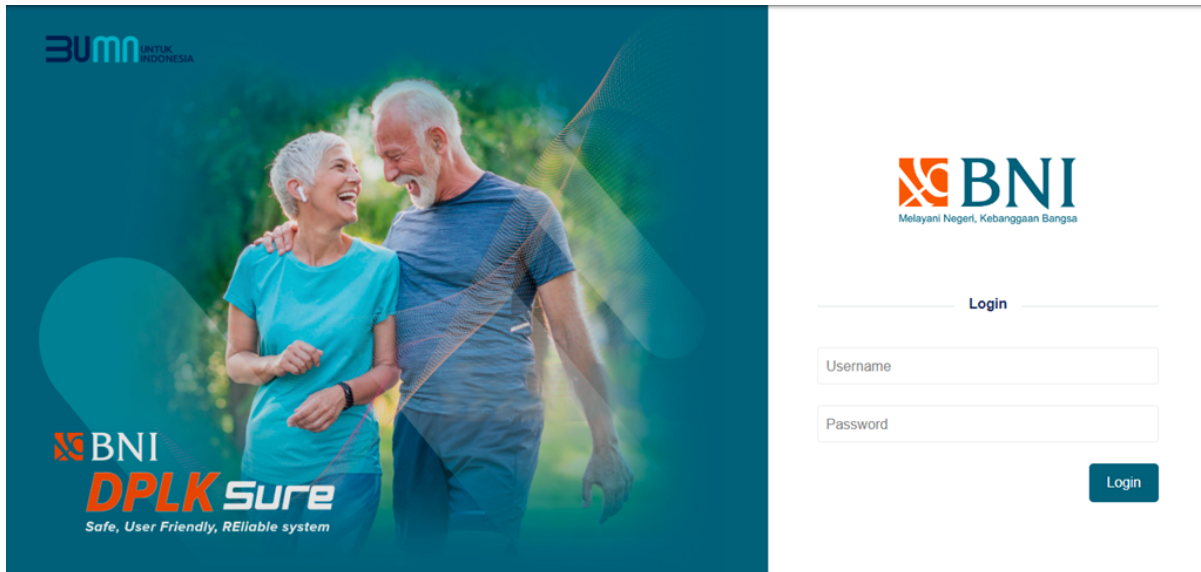 BUMN UNTUK
INDONESIA
BNI
DPLK Sure
Safe, User Friendly, REliable system
BNI
Melayani Negeri, Kebanggaan Bangsa
Login
Username
Password
Login